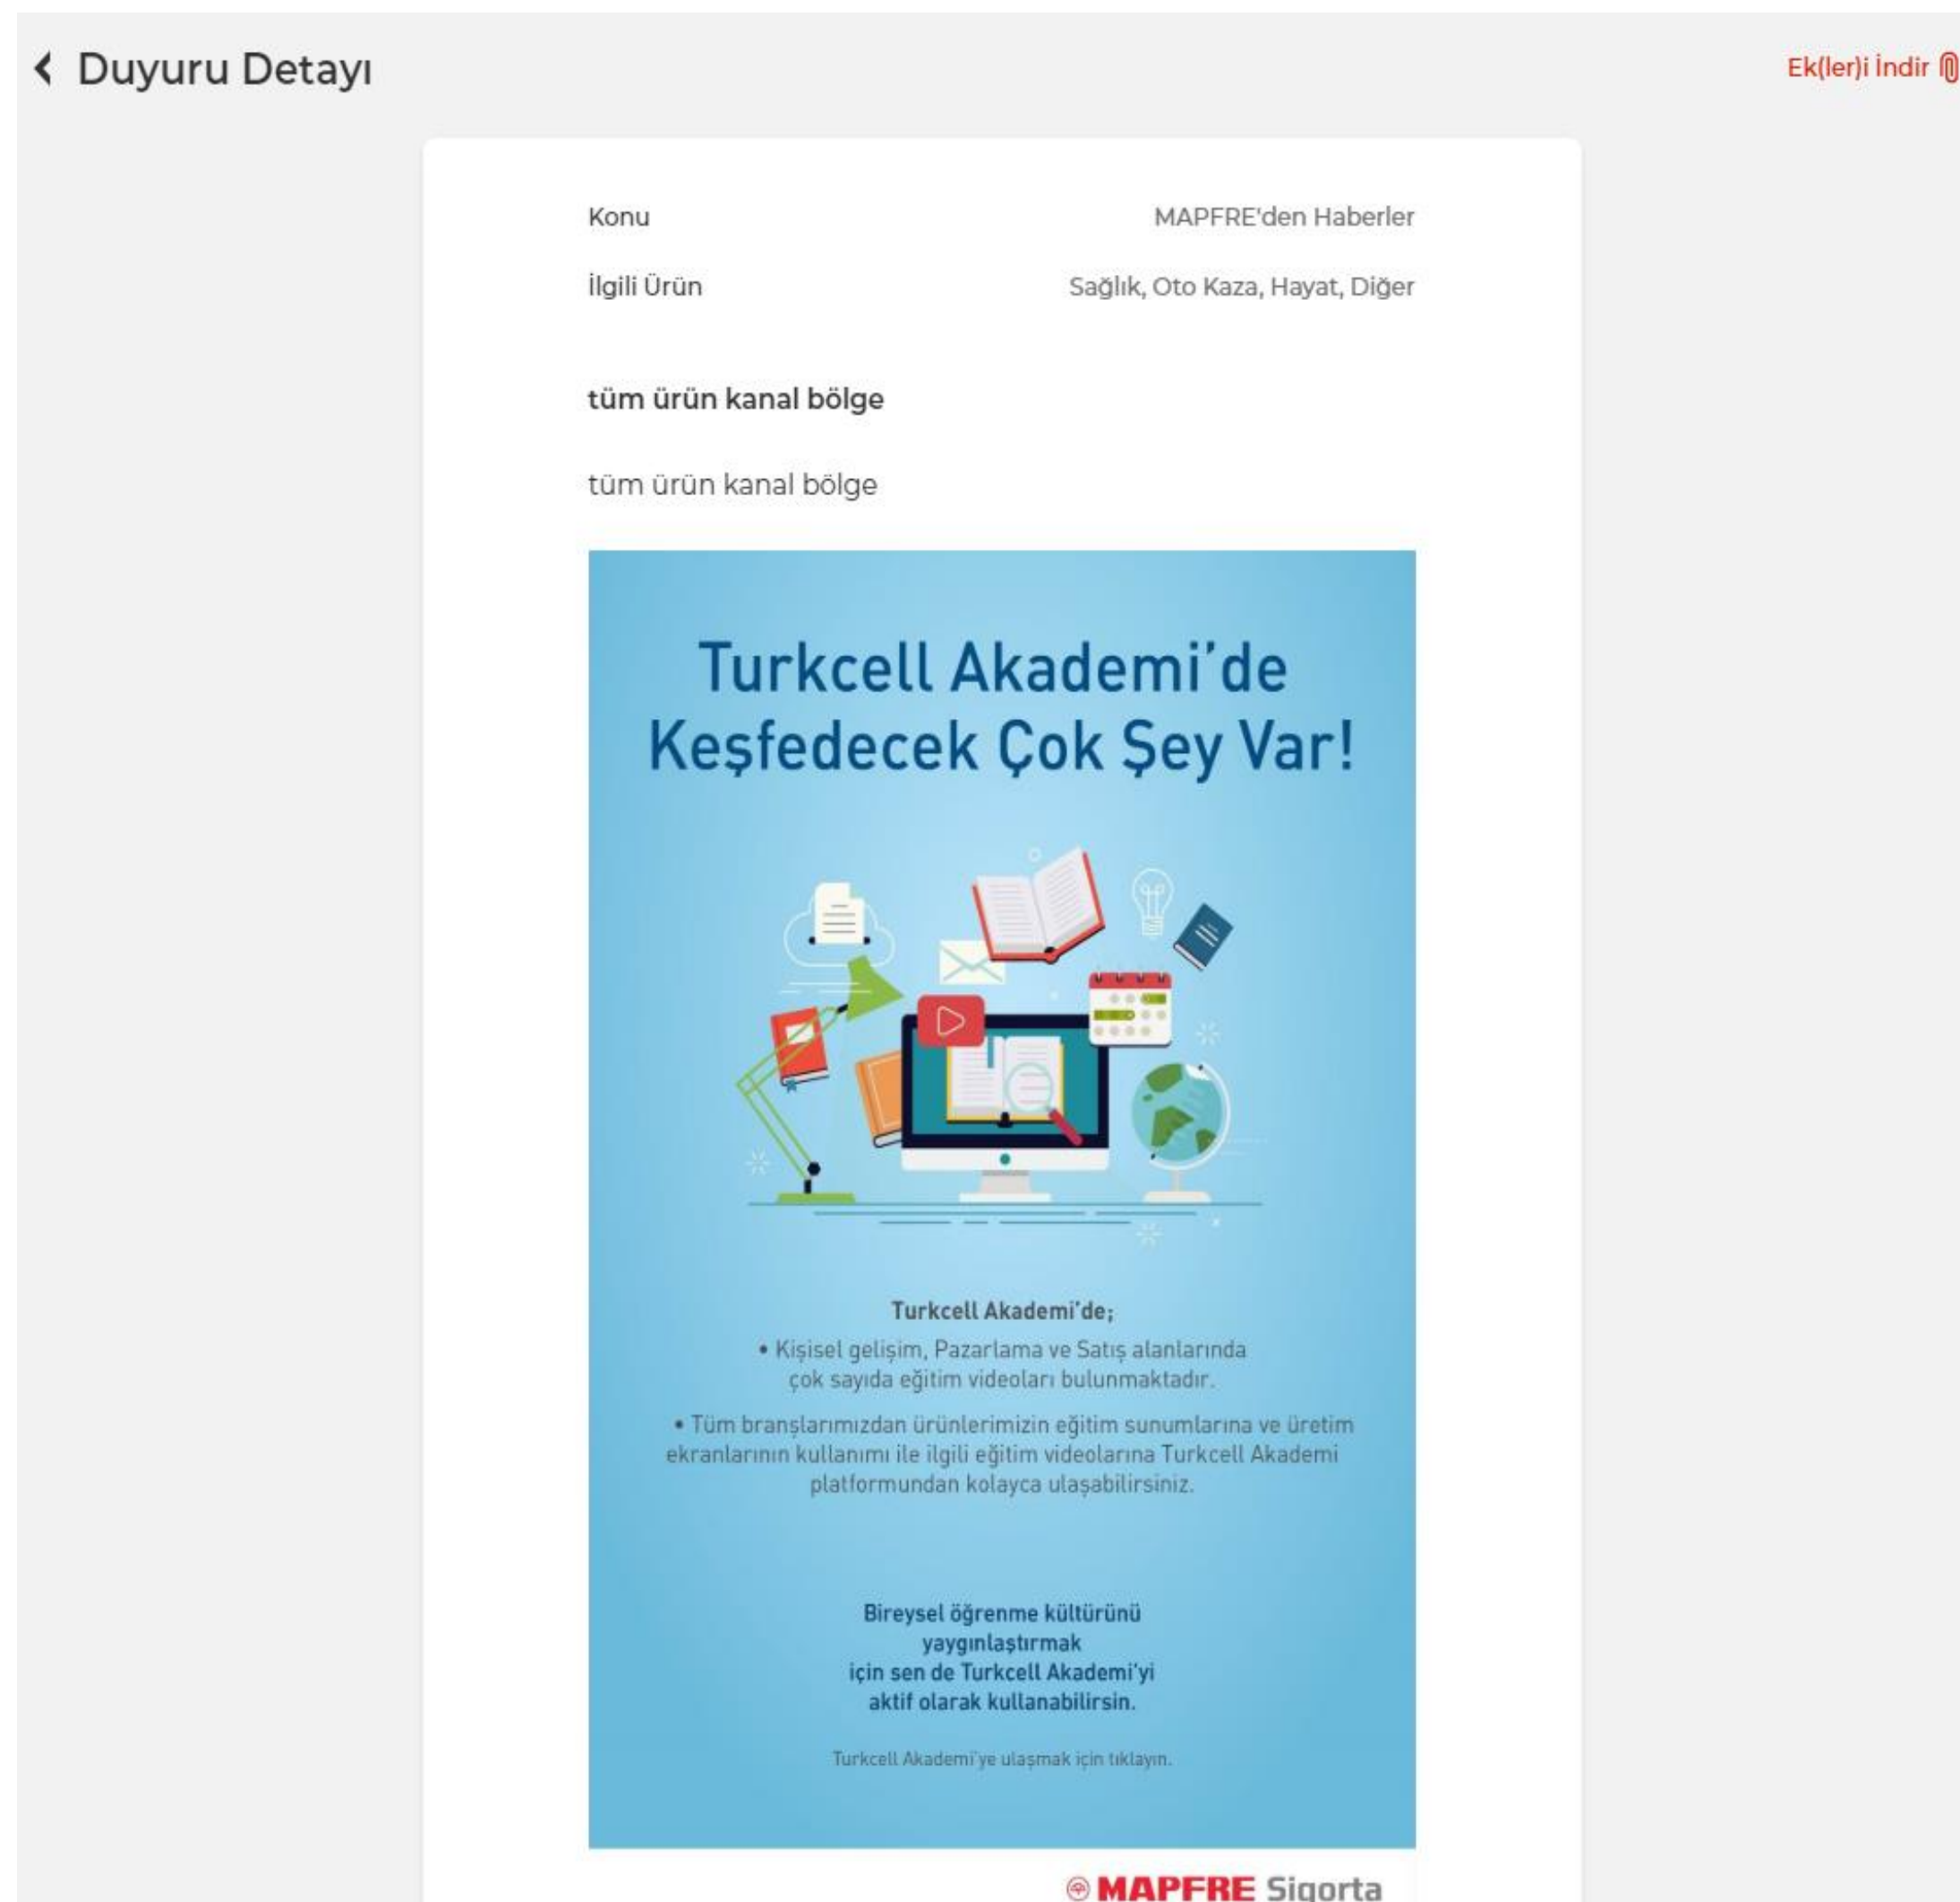 Duyuru Detayı
Ek(ler)i İndir
Konu
MAPFRE'den Haberler
İlgili Ürün
Sağlık, Oto Kaza, Hayat, Diğer
tüm ürün kanal bölge
tüm ürün kanal bölge
Turkcell Akademi'de
Keşfedecek Çok Şey Var!
Turkcell Akademi'de;
• Kişisel gelişim, Pazarlama ve Satış alanlarında
çok sayıda eğitim videoları bulunmaktadır.
• Tüm branşlarımızdan ürünlerimizin eğitim sunumlarına ve üretim
ekranlarının kullanımı ile ilgili eğitim videolarına Turkcell Akademi
platformundan kolayca ulaşabilirsiniz.
Bireysel öğrenme kültürünü
yaygınlaştırmak
için sen de Turkcell Akademi'yi
aktif olarak kullanabilirsin.
Turkcell Akademi'ye ulaşmak için tıklayın.
MAPFRE Sigorta